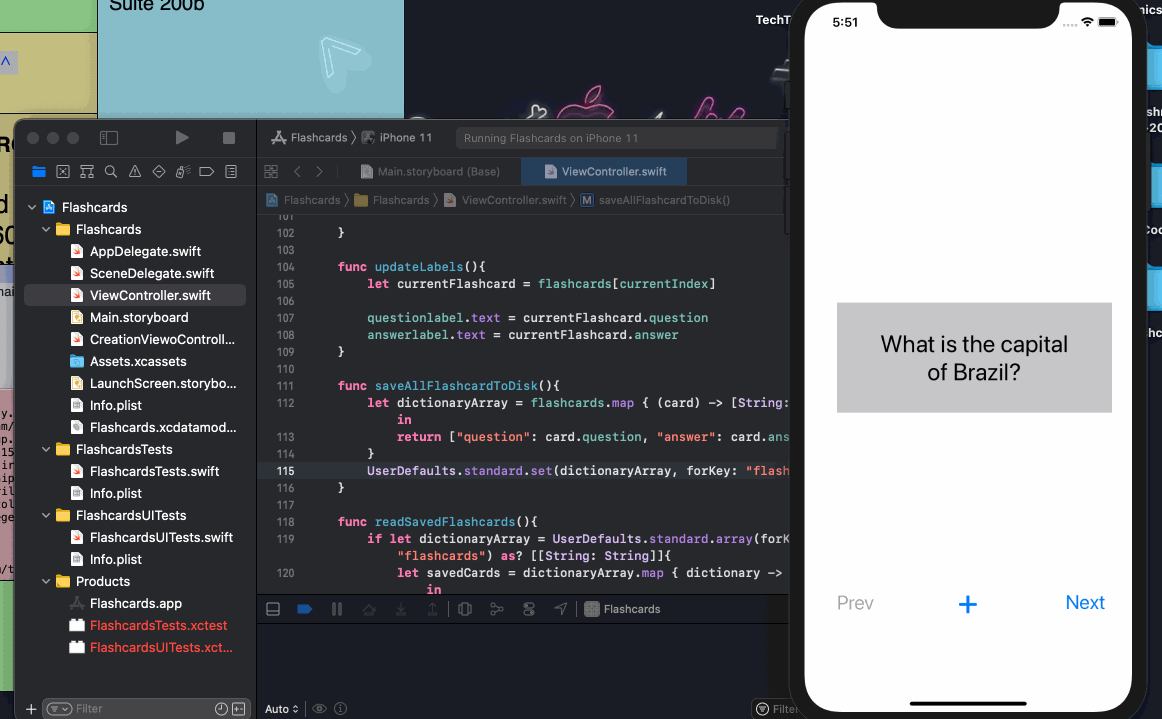 Suite 200b
TechT
5:51
Flashcards
iPhone 11
Running Flashcards on iPhone 11
Main.storyboard (Base)
ViewController.swift
Flashcards
Flashcards
ViewController.swift
M
saveAllFlashcardToDisk()
Flashcards
Flashcards
AppDelegate.swift
SceneDelegate.swift
ViewController.swift
Main.storyboard
CreationViewoControll...
Assets.xcassets
LaunchScreen.storybo...
Info.plist
Flashcards.xcdatamod...
FlashcardsTests
FlashcardsTests.swift
Info.plist
FlashcardsUITests
FlashcardsUITests.swift
Info.plist
Products
Flashcards.app
FlashcardsTests.xctest
FlashcardsUITests.xct...
Filter
101
102 }
103
104 func updateLabels(){
105 let currentFlashcard = flashcards[currentIndex]
106
107 questionlabel.text = currentFlashcard.question
108 answerlabel.text = currentFlashcard.answer
109 }
110
111 func saveAllFlashcardToDisk(){
112 let dictionaryArray = flashcards.map { (card) -> [String:
in
113 return ["question": card.question, "answer": card.ans
114 }
115 UserDefaults.standard.set(dictionaryArray, forKey: "flash
116 }
117
118 func readSavedFlashcards(){
119 if let dictionaryArray = UserDefaults.standard.array(forK
"flashcards") as? [[String: String]]{
120 let savedCards = dictionaryArray.map { dictionary ->
in
Flashcards
Auto
Filte
What is the capital
of Brazil?
Prev
+
Next